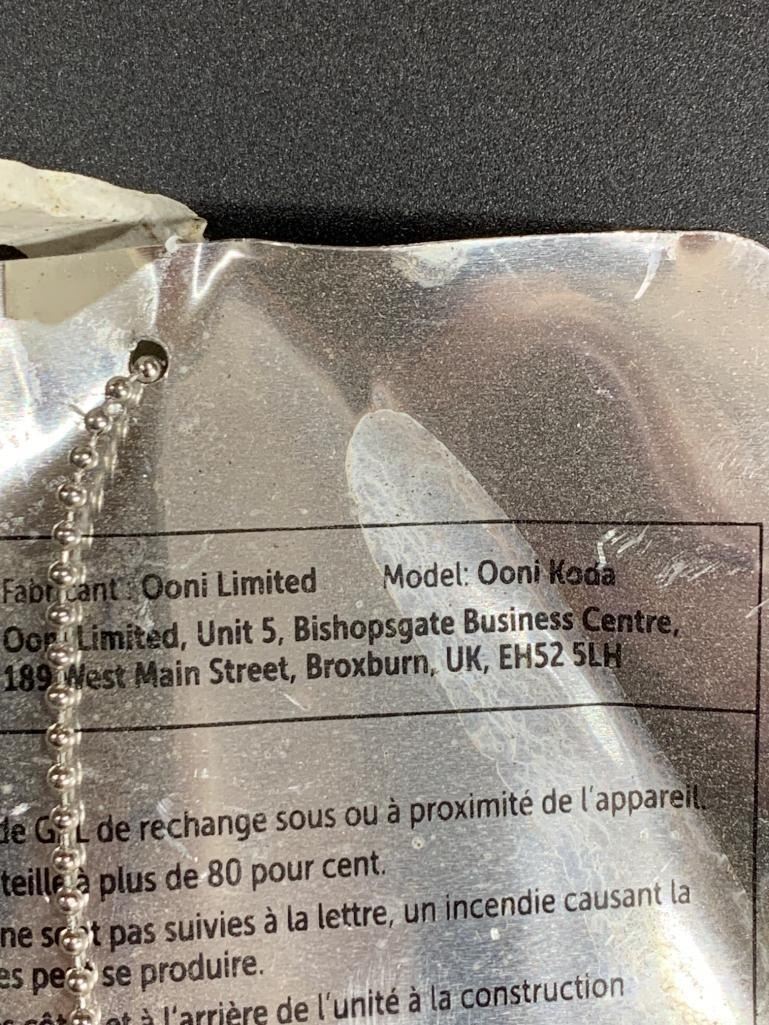 Fabricant : Ooni Limited Model: Ooni Koda
Ooni Limited, Unit 5, Bishopsgate Business Centre,
189 West Main Street, Broxburn, UK, EH52 5LH
de GPL de rechange sous ou à proximité de l'appareil.
teille à plus de 80 pour cent.
ne sont pas suivies à la lettre, un incendie causant la
es peut se produire.
côtés et à l'arrière de l'unité à la construction